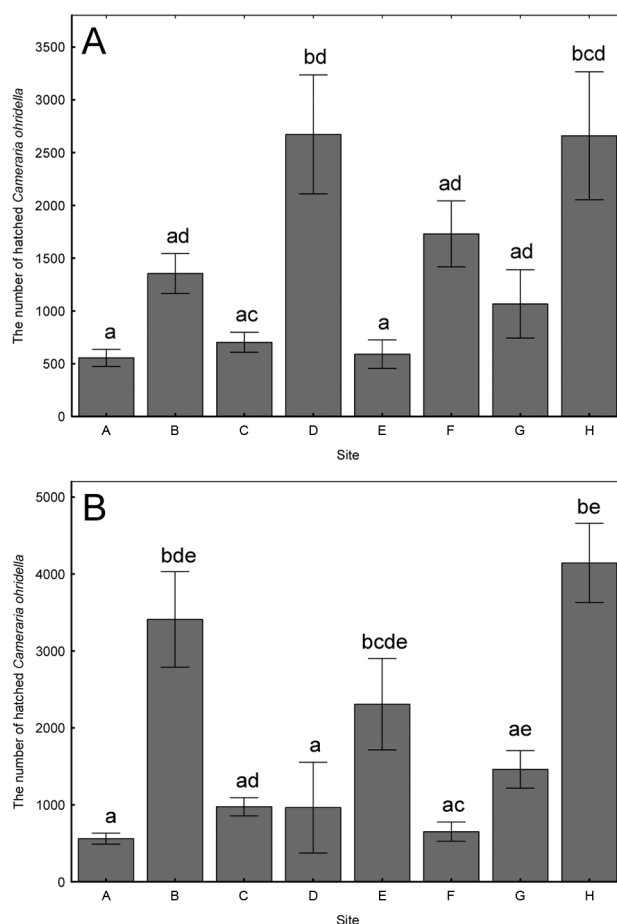 A
The number of hatched Cameraria ohridella
3500
3000
2500
2000
1500
1000
500
0
a
ad
ac
bd
a
ad
ad
bcd
A B C D E F G H
Site
B
The number of hatched Cameraria ohridella
5000
4000
3000
2000
1000
0
a
bde
ad
a
bcde
ac
ae
be
A B C D E F G H
Site